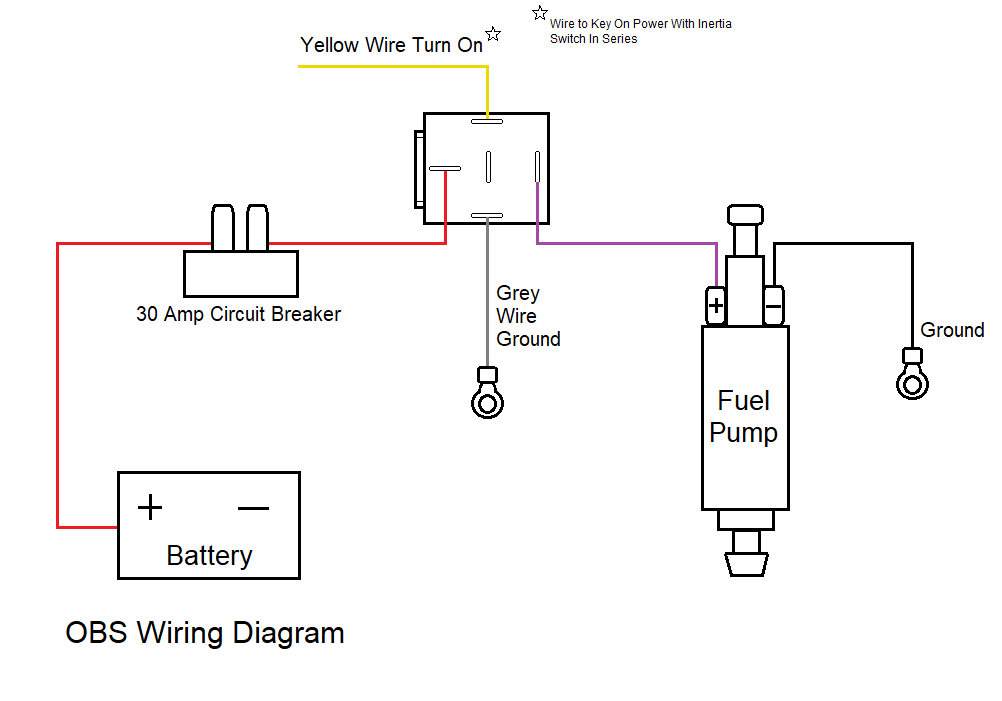 ☆ Wire to Key On Power With Inertia
Switch In Series
Yellow Wire Turn On ☆
30 Amp Circuit Breaker
Grey
Wire
Ground
+ −
Ground
Fuel
Pump
+ −
Battery
OBS Wiring Diagram